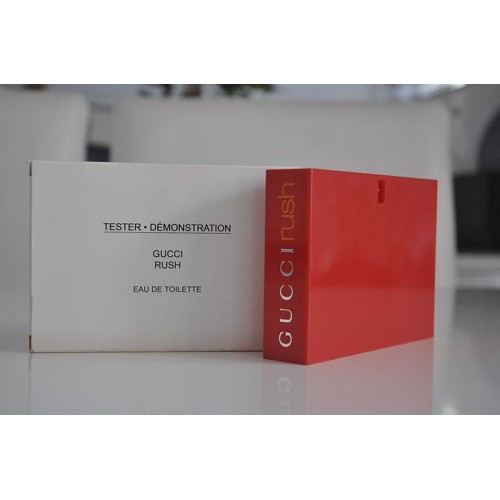 TESTER • DÉMONSTRATION
GUCCI
RUSH
EAU DE TOILETTE
GUCCI rush